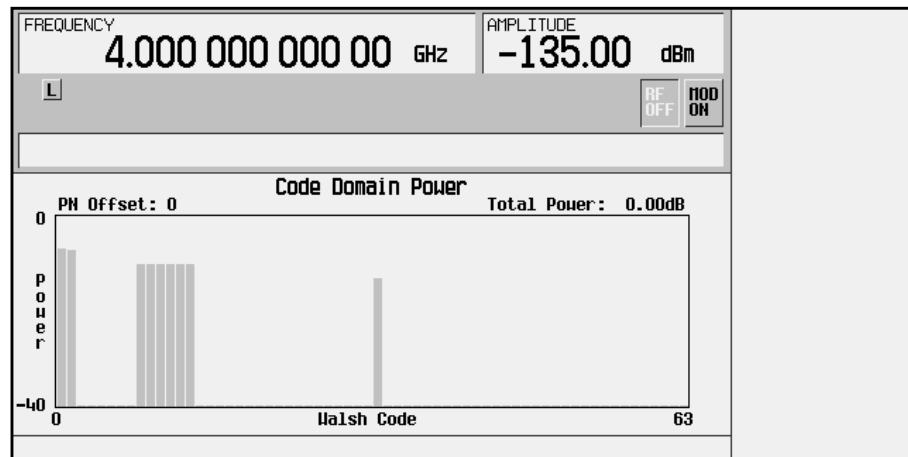 FREQUENCY
4.000 000 000 00 GHz
AMPLITUDE
-135.00 dBm
L
RF OFF
MOD ON
Code Domain Power
PN Offset: 0
Total Power: 0.00dB
0
Power
-40
0
Walsh Code
63